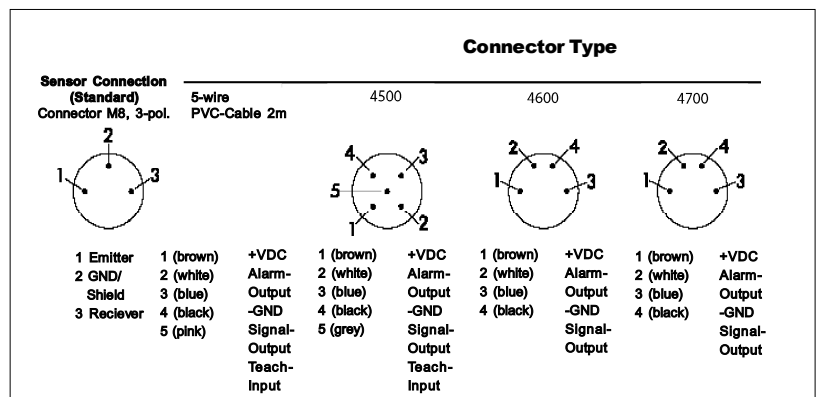 Connector Type
Sensor Connection
(Standard)
Connector M8, 3-pol.
5-wire
PVC-Cable 2m
4500
4600
4700
2
1
3
4
3
5
1
2
2
4
1
3
2
4
1
3
1 Emitter
2 GND/
Shield
3 Reciever
1 (brown)
2 (white)
3 (blue)
4 (black)
5 (pink)
+VDC
Alarm-
Output
-GND
Signal-
Output
Teach-
Input
1 (brown)
2 (white)
3 (blue)
4 (black)
5 (grey)
+VDC
Alarm-
Output
-GND
Signal-
Output
Teach-
Input
1 (brown)
2 (white)
3 (blue)
4 (black)
+VDC
Alarm-
Output
-GND
Signal-
Output
1 (brown)
2 (white)
3 (blue)
4 (black)
+VDC
Alarm-
Output
-GND
Signal-
Output